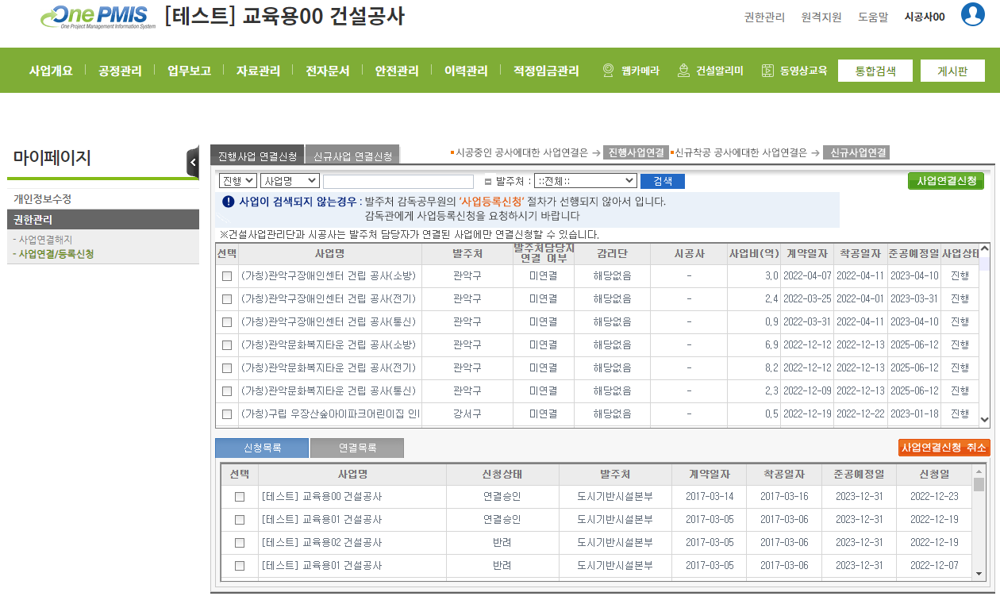 One PMIS
One Project Management Information System
[테스트] 교육용00 건설공사
권한관리 원격지원 도움말 시공사00
사업개요 공정관리 업무보고 자료관리 전자문서 안전관리 이력관리 적정임금관리 웹카메라 건설알리미 동영상교육 통합검색 게시판
마이페이지
개인정보수정
권한관리
- 사업연결해지
- 사업연결/등록신청
진행사업 연결신청 신규사업 연결신청 시공중인 공사에대한 사업연결은 → 진행사업연결 신규착공 공사에대한 사업연결은 → 신규사업연결
진행 사업명 발주처 : ::전체:: 검색 사업연결신청
사업이 검색되지 않는경우 : 발주처 감독공무원의 '사업등록신청' 절차가 선행되지 않아서 입니다.
감독관에게 사업등록신청을 요청하시기 바랍니다
※건설사업관리단과 시공사는 발주처 담당자가 연결된 사업에만 연결신청할 수 있습니다.
선택 사업명 발주처 발주처담당자 연결 여부 감리단 시공사 사업비(억) 계약일자 착공일자 준공예정일 사업상태
(가칭)관악구장애인센터 건립 공사(소방) 관악구 미연결 해당없음 - 3,0 2022-04-07 2022-04-11 2023-04-10 진행
(가칭)관악구장애인센터 건립 공사(전기) 관악구 미연결 해당없음 - 2,4 2022-03-25 2022-04-01 2023-03-31 진행
(가칭)관악구장애인센터 건립 공사(통신) 관악구 미연결 해당없음 - 0,9 2022-03-31 2022-04-11 2023-04-10 진행
(가칭)관악문화복지타운 건립 공사(소방) 관악구 미연결 해당없음 - 6,9 2022-12-12 2022-12-13 2025-06-12 진행
(가칭)관악문화복지타운 건립 공사(전기) 관악구 미연결 해당없음 - 8,2 2022-12-12 2022-12-13 2025-06-12 진행
(가칭)관악문화복지타운 건립 공사(통신) 관악구 미연결 해당없음 - 2,3 2022-12-09 2022-12-13 2025-06-12 진행
(가칭)구립 우장산숲아이파크어린이집 인 강서구 미연결 해당없음 - 0,5 2022-12-19 2022-12-22 2023-01-18 진행
신청목록 연결목록 사업연결신청 취소
선택 사업명 신청상태 발주처 계약일자 착공일자 준공예정일 신청일
[테스트] 교육용00 건설공사 연결승인 도시기반시설본부 2017-03-14 2017-03-16 2023-12-31 2022-12-23
[테스트] 교육용01 건설공사 연결승인 도시기반시설본부 2017-03-05 2017-03-06 2023-12-31 2022-12-19
[테스트] 교육용02 건설공사 반려 도시기반시설본부 2017-03-05 2017-03-06 2023-12-31 2022-12-19
[테스트] 교육용01 건설공사 반려 도시기반시설본부 2017-03-05 2017-03-06 2023-12-31 2022-12-07